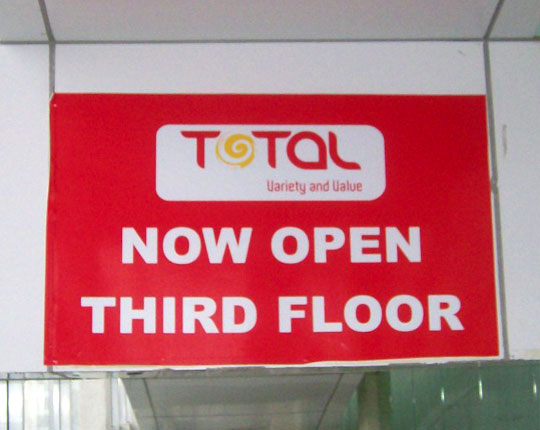 TOTAL
Variety and Value
NOW OPEN
THIRD FLOOR